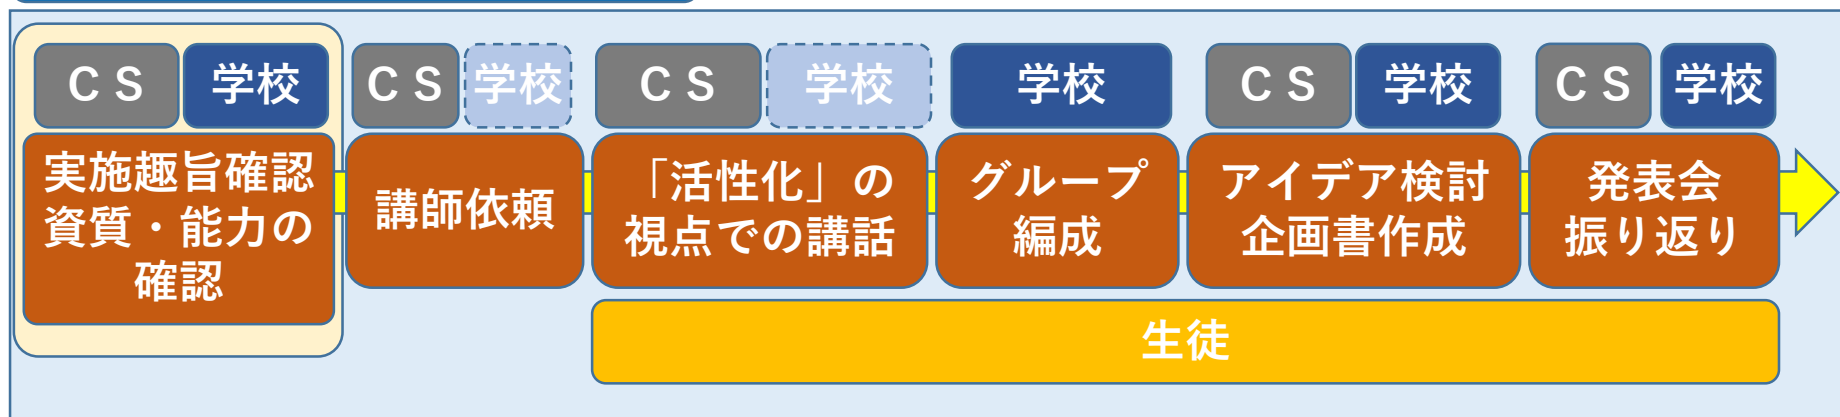 ＣＳ 学校 ＣＳ 学校 ＣＳ 学校 学校 ＣＳ 学校 ＣＳ 学校
実施趣旨確認
資質・能力の
確認
講師依頼
「活性化」の
視点での講話
グループ
編成
アイデア検討
企画書作成
発表会
振り返り
生徒